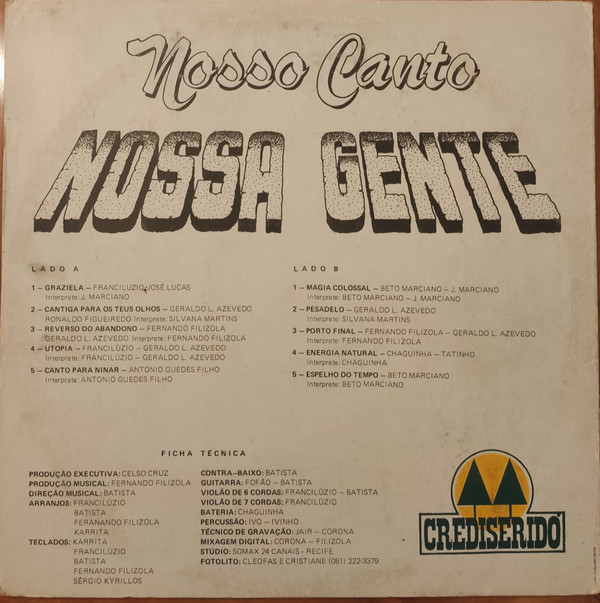 Nosso Canto
NOSSA GENTE
LADO A
1 — GRAZIELA — FRANCILUZIO-JOSÉ LUCAS
Interprete: J. MARCIANO
2 — CANTIGA PARA OS TEUS OLHOS — GERALDO L. AZEVEDO
RONALDO FIGUEIREDO Interprete: SILVANA MARTINS
3 — REVERSO DO ABANDONO — FERNANDO FILIZOLA
GERALDO L. AZEVEDO Interprete: FERNANDO FILIZOLA
4 — UTOPIA — FRANCILÚZIO — GERALDO L. AZEVEDO
Interprete: FRANCILÚZIO — GERALDO L. AZEVEDO
5 — CANTO PARA NINAR — ANTONIO GUEDES FILHO
Interprete: ANTONIO GUEDES FILHO
LADO B
1 — MAGIA COLOSSAL — BETO MARCIANO — J. MARCIANO
Interprete: BETO MARCIANO — J. MARCIANO
2 — PESADELO — GERALDO L. AZEVEDO
Interprete: SILVANA MARTINS
3 — PORTO FINAL — FERNANDO FILIZOLA — GERALDO L. AZEVEDO
Interprete: FERNANDO FILIZOLA
4 — ENERGIA NATURAL — CHAGUINHA — TATINHO
Interprete: CHAGUINHA
5 — ESPELHO DO TEMPO — BETO MARCIANO
Interprete: BETO MARCIANO
FICHA TÉCNICA
PRODUÇÃO EXECUTIVA: CELSO CRUZ
PRODUÇÃO MUSICAL: FERNANDO FILIZOLA
DIREÇÃO MUSICAL: BATISTA
ARRANJOS: FRANCILÚZIO
BATISTA
FERANANDO FILIZOLA
KARRITA
TECLADOS: KARRITA
FRANCILÚZIO
BATISTA
FERNANDO FILIZOLA
SÉRGIO KYRILLOS
CONTRA—BAIXO: BATISTA
GUITARRA: FOFÃO — BATISTA
VIOLÃO DE 6 CORDAS: FRANCILÚZIO — BATISTA
VIOLÃO DE 7 CORDAS: FRANCILÚZIO
BATERIA: CHAGUINHA
PERCUSSÃO: IVO — IVINHO
TÉCNICO DE GRAVAÇÃO: JAIR — CORONA
MIXAGEM DIGITAL: CORONA — FILIZOLA
STÚDIO: SOMAX 24 CANAIS - RECIFE
FOTOLITO: CLEOFAS E CRISTIANE (081) 222-3379
CREDISERIDÓ